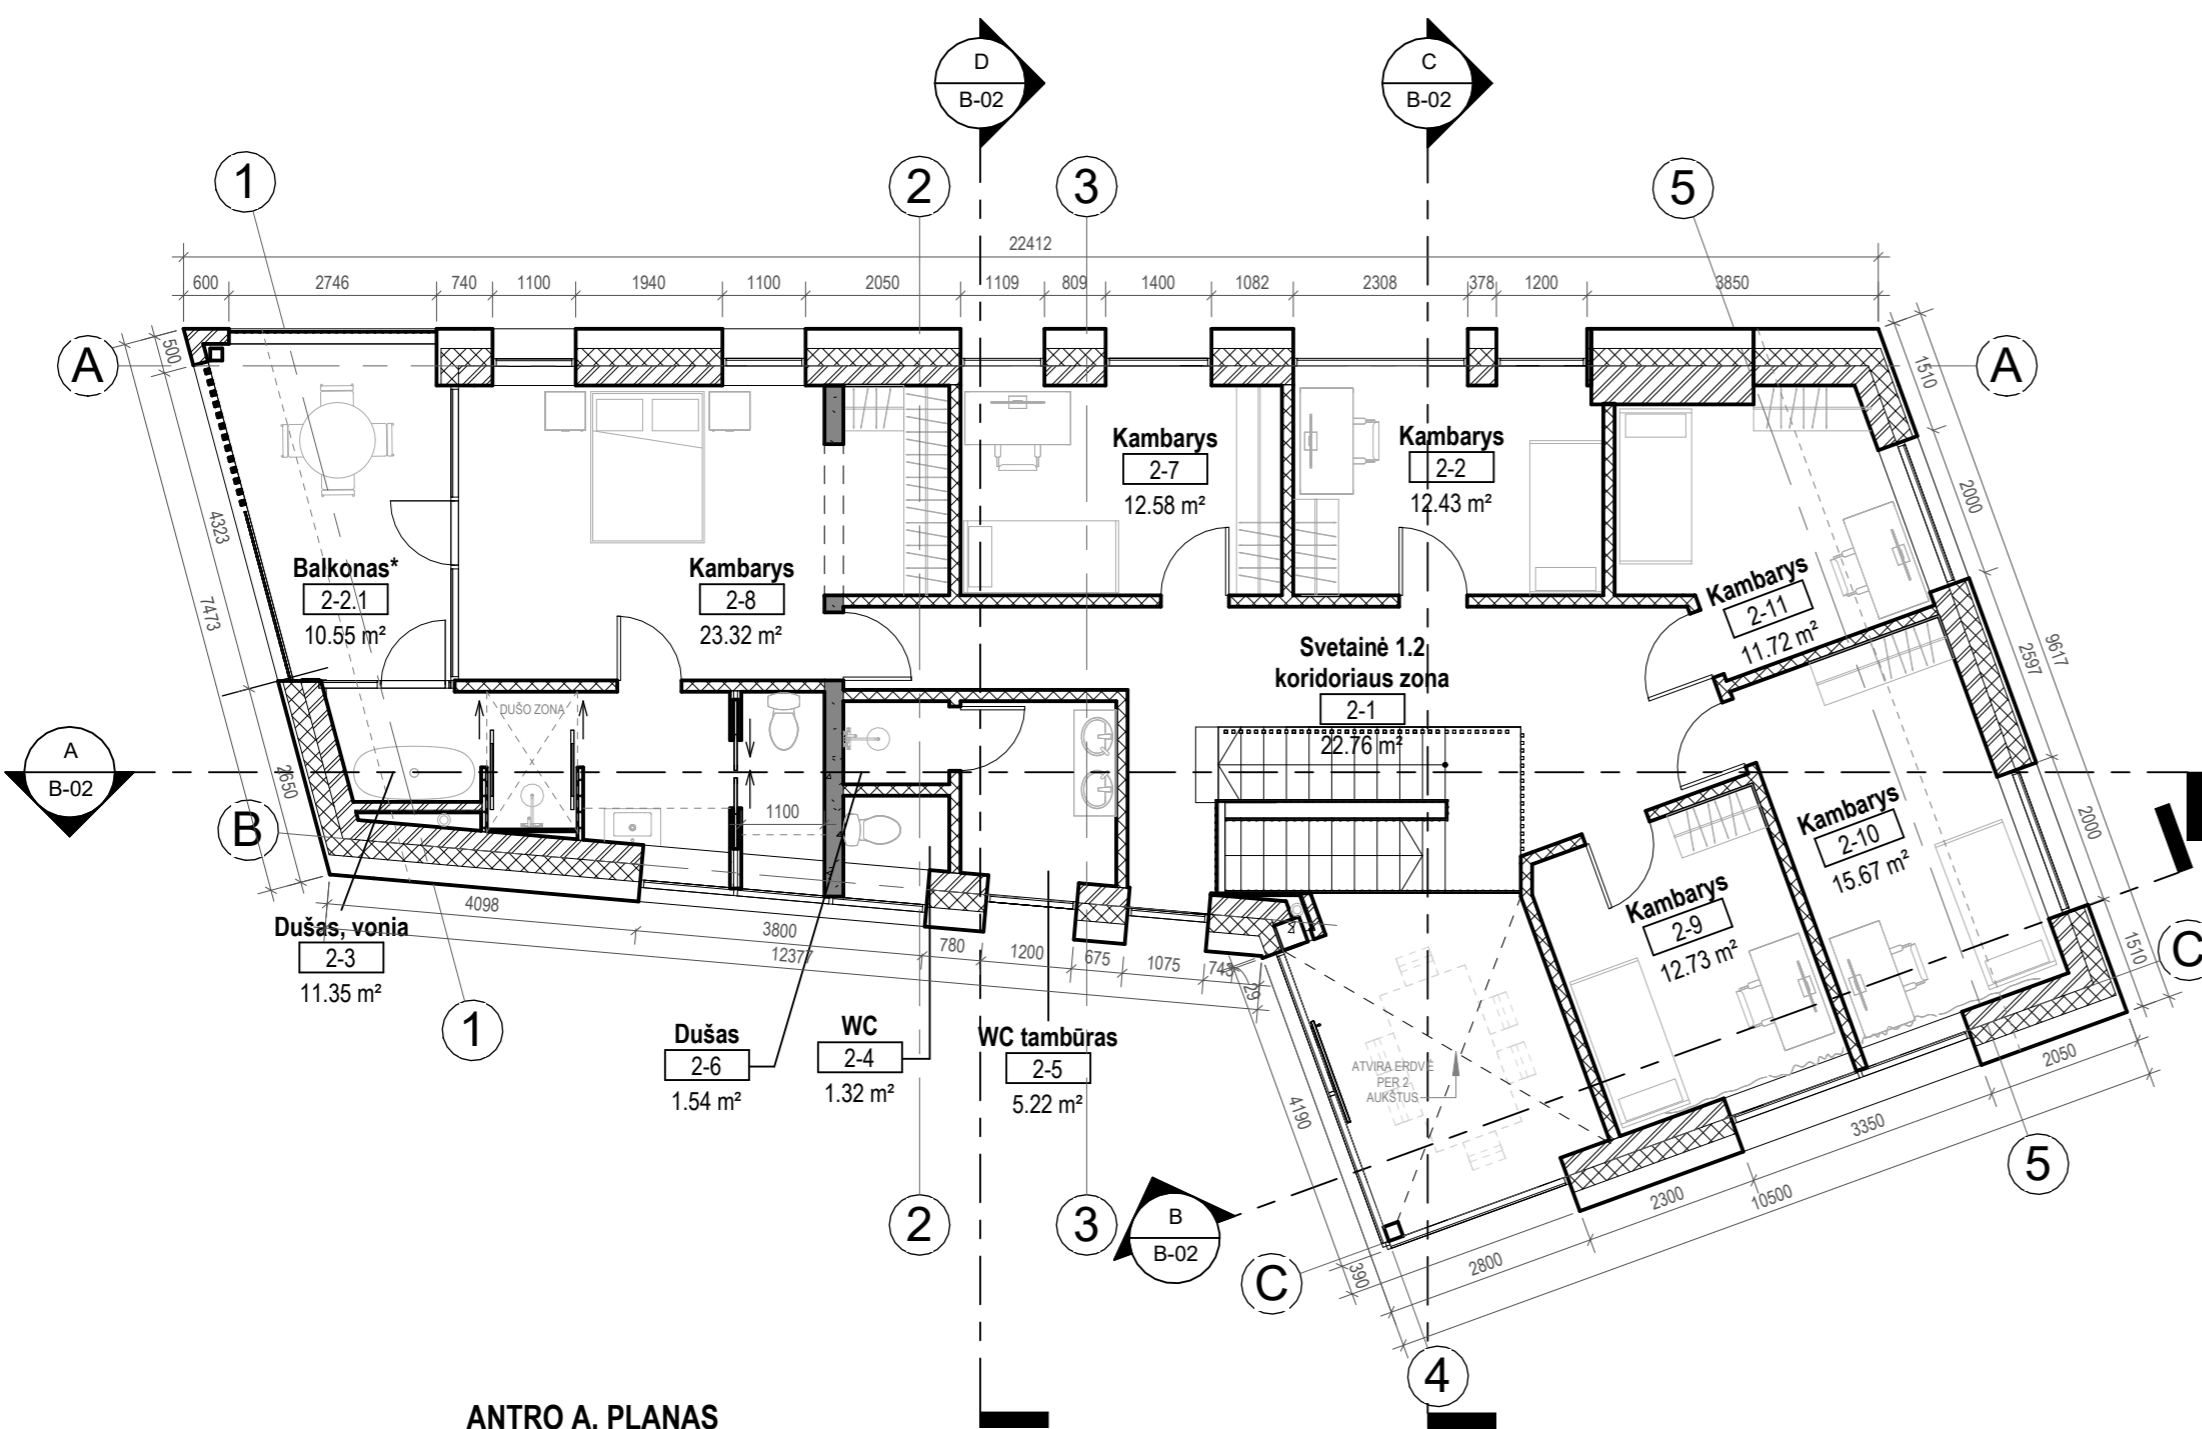 D
B-02
C
B-02
1
2
3
5
22412
600
2746
740
1100
1940
1100
2050
1109
809
1400
1082
2308
378
1200
3850
A
A
500
4323
7473
2650
1510
2000
2597
9617
2000
1510
Balkonas*
2-2.1
10.55 m²
Kambarys
2-8
23.32 m²
Kambarys
2-7
12.58 m²
Kambarys
2-2
12.43 m²
Kambarys
2-11
11.72 m²
Svetainė 1.2
koridoriaus zona
2-1
22.76 m²
DUŠO ZONA
A
B-02
B
1100
Kambarys
2-10
15.67 m²
Kambarys
2-9
12.73 m²
C
4098
3800
12377
780
1200
675
1075
743
29
2
Dušas, vonia
2-3
11.35 m²
1
Dušas
2-6
1.54 m²
WC
2-4
1.32 m²
WC tambūras
2-5
5.22 m²
ATVIRA ERDVĖ
PER 2
AUKŠTUS
4190
2050
3350
2300
10500
2800
390
2
3
B
B-02
C
5
4
ANTRO A. PLANAS